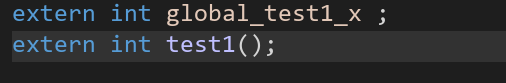 extern int global_test1_x ;
extern int test1();